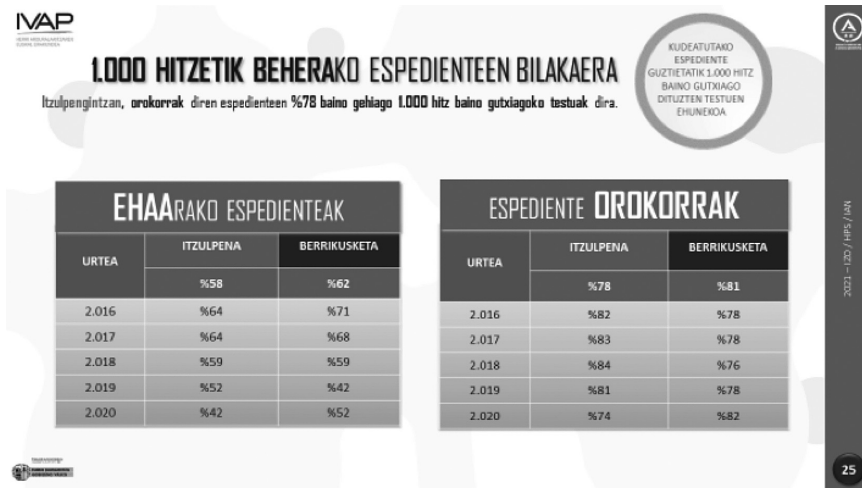 IVAP
1.000 HITZETIK BEHERAKO ESPEDIENTEEN BILAKAERA
Itzulpengintzan, orokorrak diren espedienteen %78 baino gehiago 1.000 hitz baino gutxiagoko testuak dira.
KUDEATUTAKO
ESPEDIENTE
GUZTIETATIK 1.000 HITZ
BAINO GUTXIAGO
DITUZTEN TESTUEN
EHUNEKOA
EHAARAKO ESPEDIENTEAK
URTEA ITZULPENA BERRIKUSKETA
%58 %62
2.016 %64 %71
2.017 %64 %68
2.018 %59 %59
2.019 %52 %42
2.020 %42 %52
ESPEDIENTE OROKORRAK
URTEA ITZULPENA BERRIKUSKETA
%78 %81
2.016 %82 %78
2.017 %83 %78
2.018 %84 %76
2.019 %81 %78
2.020 %74 %82
2021 – IZO / SPH / IVAN
25